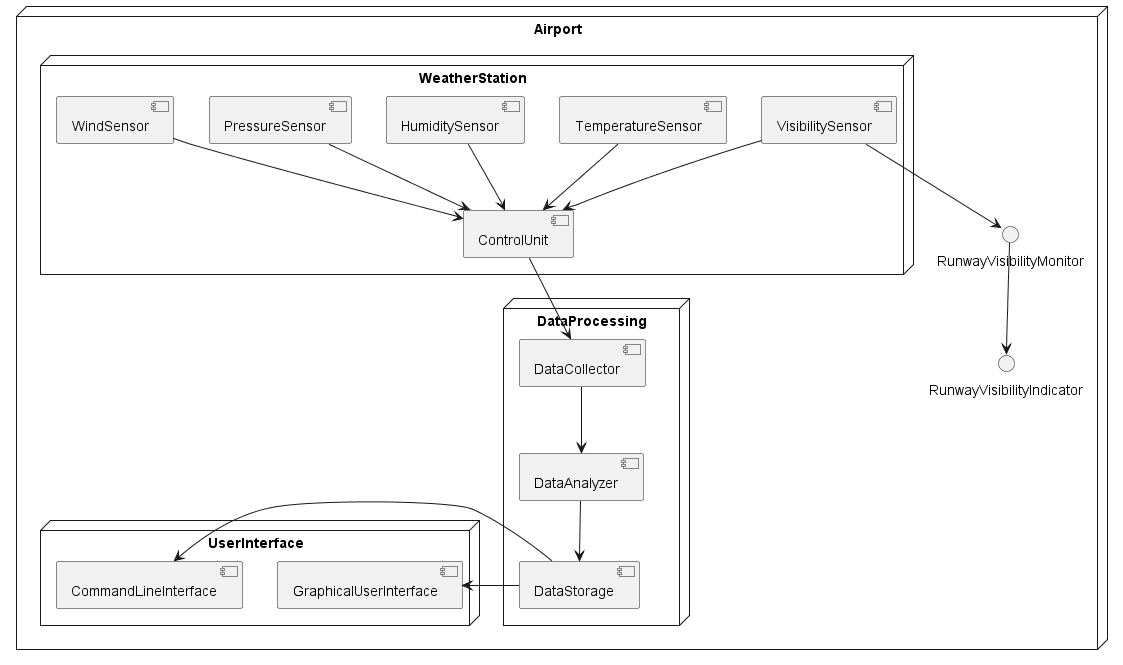 Airport
WeatherStation
WindSensor
PressureSensor
HumiditySensor
TemperatureSensor
VisibilitySensor
ControlUnit
RunwayVisibilityMonitor
DataProcessing
DataCollector
RunwayVisibilityIndicator
DataAnalyzer
UserInterface
CommandLineInterface
GraphicalUserInterface
DataStorage